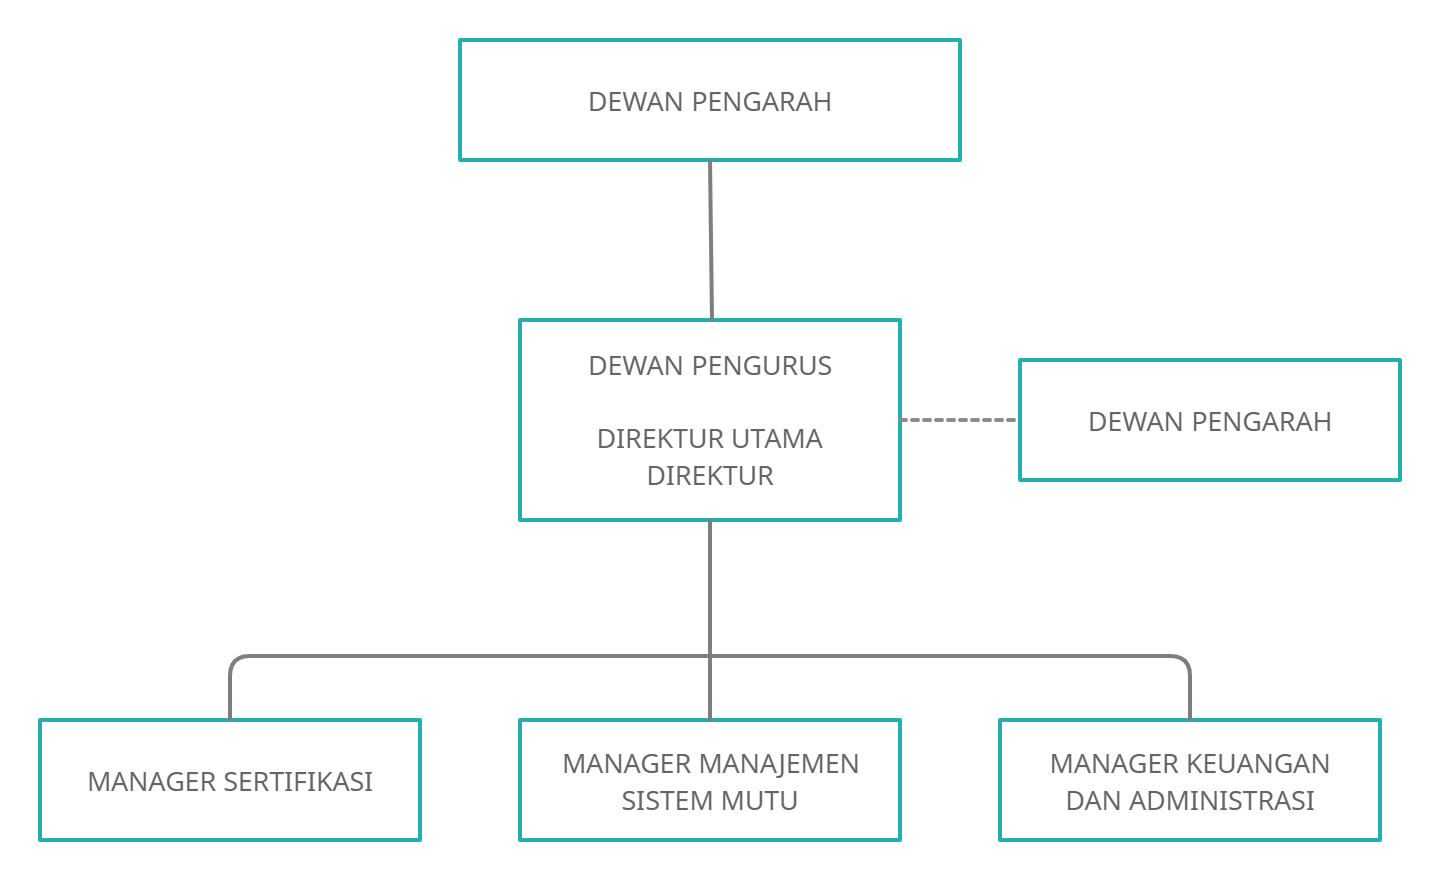 DEWAN PENGARAH
DEWAN PENGURUS
DIREKTUR UTAMA
DIREKTUR
DEWAN PENGARAH
MANAGER SERTIFIKASI
MANAGER MANAJEMEN
SISTEM MUTU
MANAGER KEUANGAN
DAN ADMINISTRASI